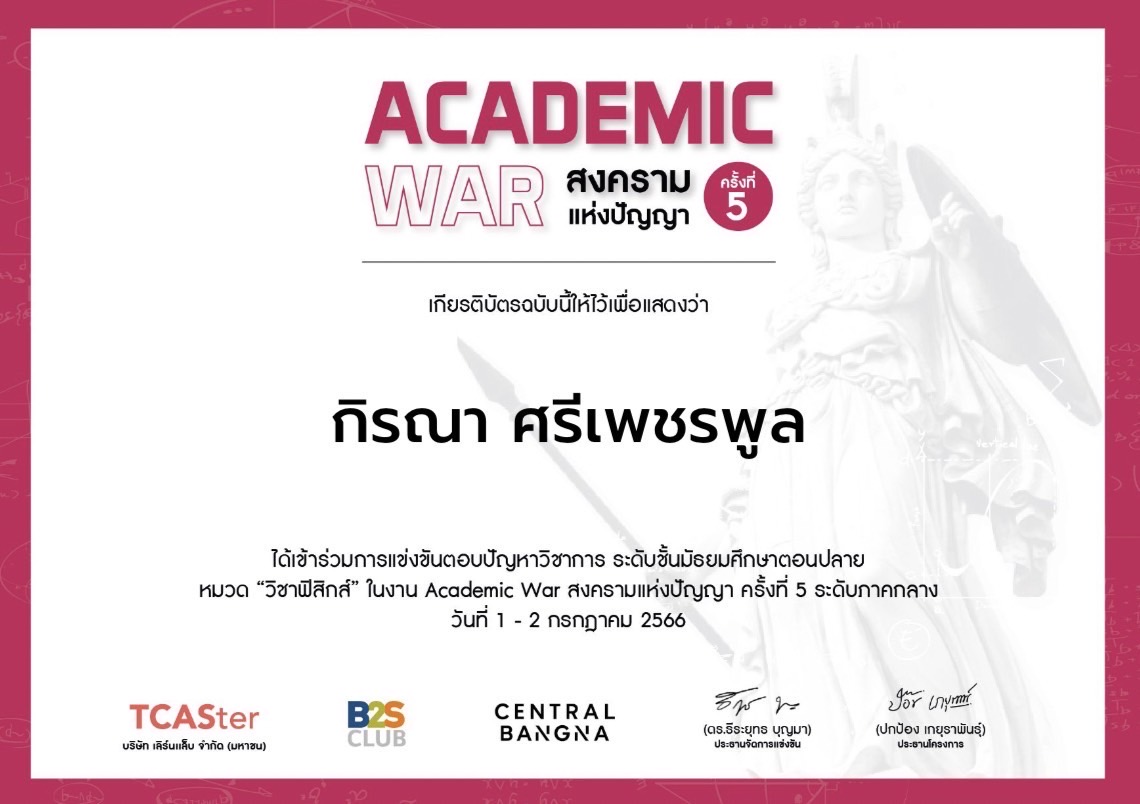 ACADEMIC
WAR สงคราม
แห่งปัญญา
ครั้งที่
5
เกียรติบัตรฉบับนี้ให้ไว้เพื่อแสดงว่า
กิรณา ศรีเพชรพูล
ได้เข้าร่วมการแข่งขันตอบปัญหาวิชาการ ระดับชั้นมัธยมศึกษาตอนปลาย
หมวด “วิชาฟิสิกส์” ในงาน Academic War สงครามแห่งปัญญา ครั้งที่ 5 ระดับภาคกลาง
วันที่ 1 - 2 กรกฎาคม 2566
TCASter
บริษัท เลิร์นแล็บ จำกัด (มหาชน)
B2S
CLUB
CENTRAL
BANGNA
(ดร.ธีระยุทธ บุญมา)
ประธานจัดการแข่งขัน
(ปกป้อง เกยุราพันธุ์)
ประธานโครงการ